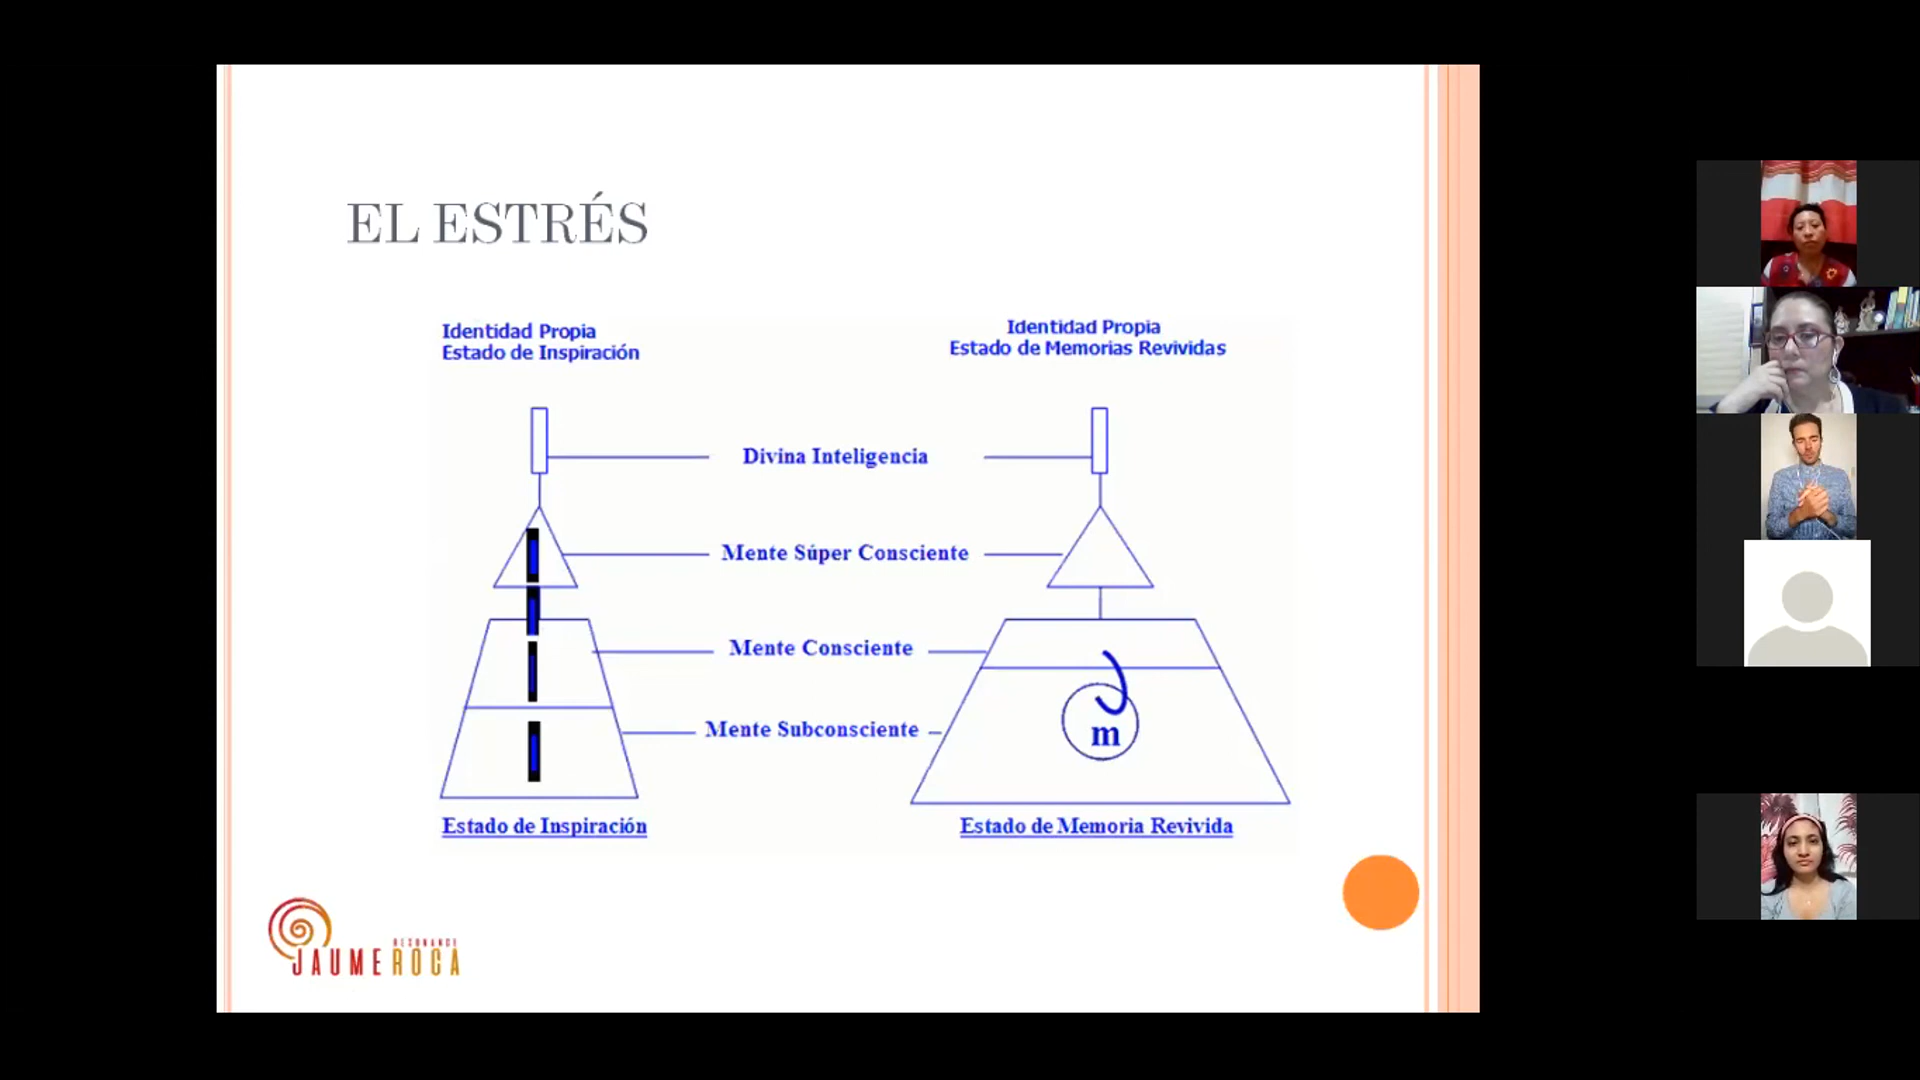 EL ESTRÉS
Identidad Propia
Estado de Inspiración
Identidad Propia
Estado de Memorias Revividas
Divina Inteligencia
Mente Súper Consciente
Mente Consciente
Mente Subconsciente
m
Estado de Inspiración
Estado de Memoria Revivida
RESONANCE
JAUME ROCA